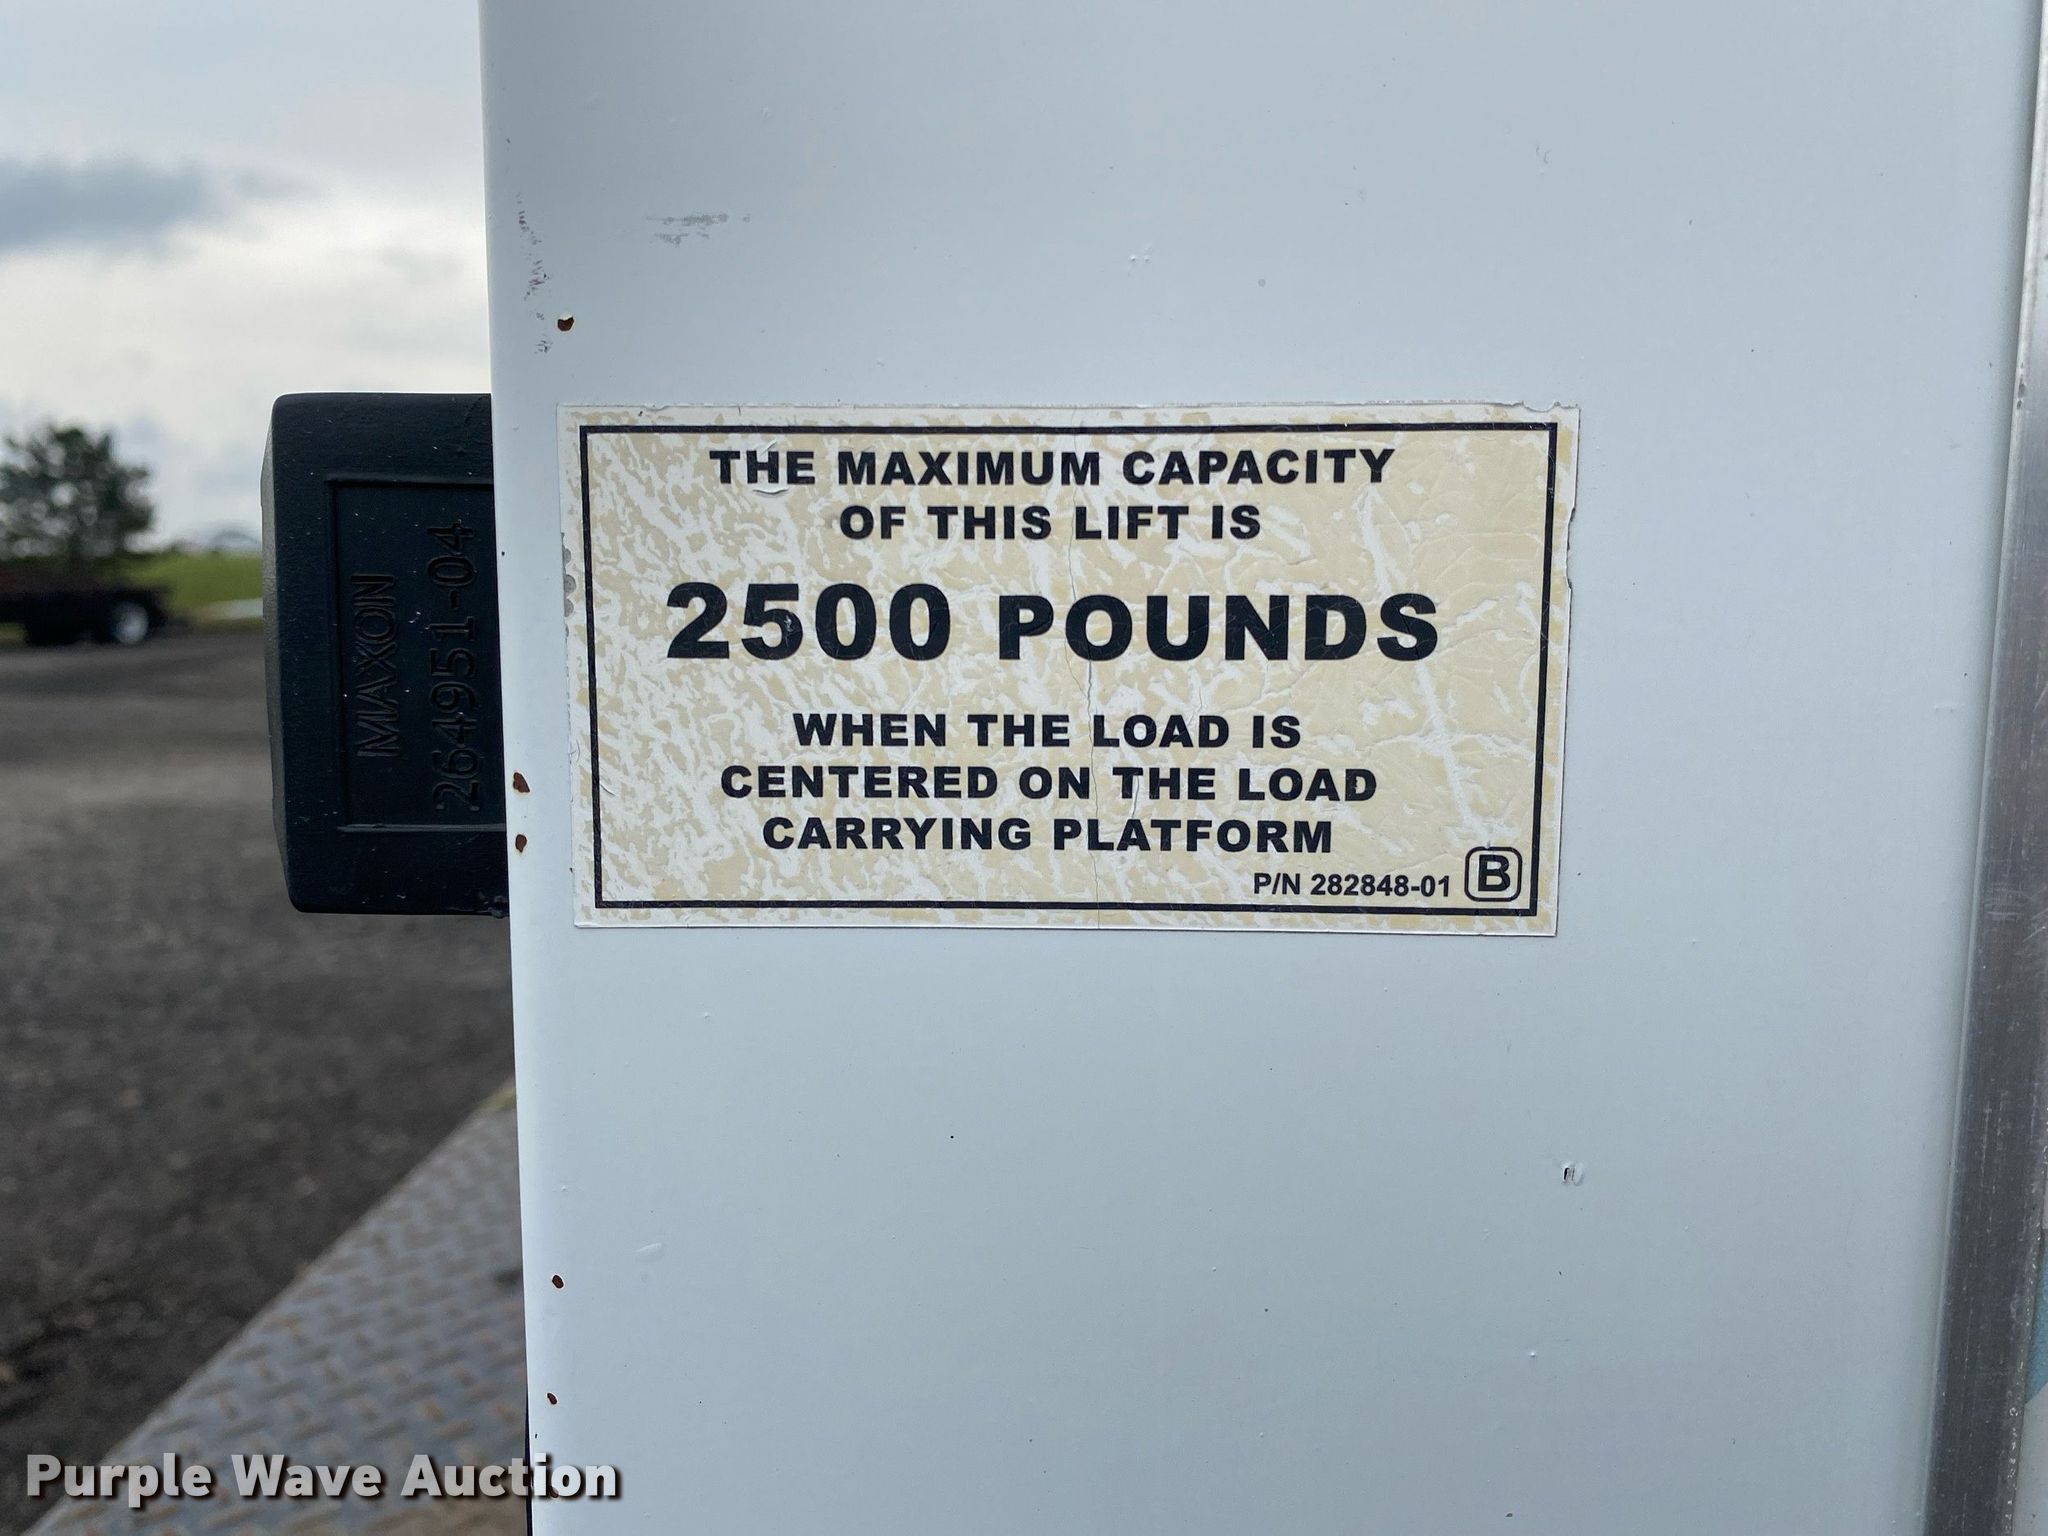 THE MAXIMUM CAPACITY
OF THIS LIFT IS
2500 POUNDS
WHEN THE LOAD IS
CENTERED ON THE LOAD
CARRYING PLATFORM
P/N 282848-01 B
MAXON
264951-04
Purple Wave Auction